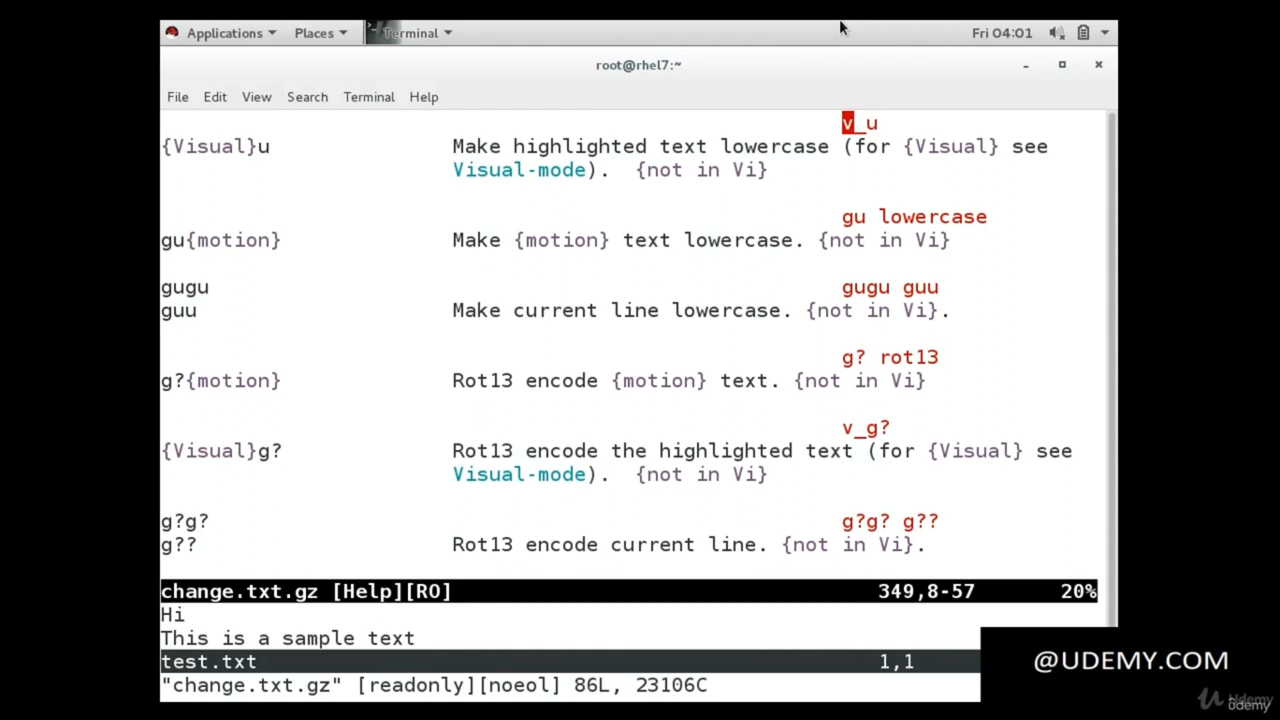 Applications Places Terminal Fri 04:01
root@rhel7:~
File Edit View Search Terminal Help
v_u
{Visual}u Make highlighted text lowercase (for {Visual} see
Visual-mode). {not in Vi}
gu lowercase
gu{motion} Make {motion} text lowercase. {not in Vi}
gugu gugu guu
guu Make current line lowercase. {not in Vi}.
g? rot13
g?{motion} Rot13 encode {motion} text. {not in Vi}
v_g?
{Visual}g? Rot13 encode the highlighted text (for {Visual} see
Visual-mode). {not in Vi}
g?g? g?g? g??
g?? Rot13 encode current line. {not in Vi}.
change.txt.gz [Help][RO] 349,8-57 20%
Hi
This is a sample text
test.txt 1,1
@UDEMY.COM
"change.txt.gz" [readonly][noeol] 86L, 23106C
Udemy
ûdemy